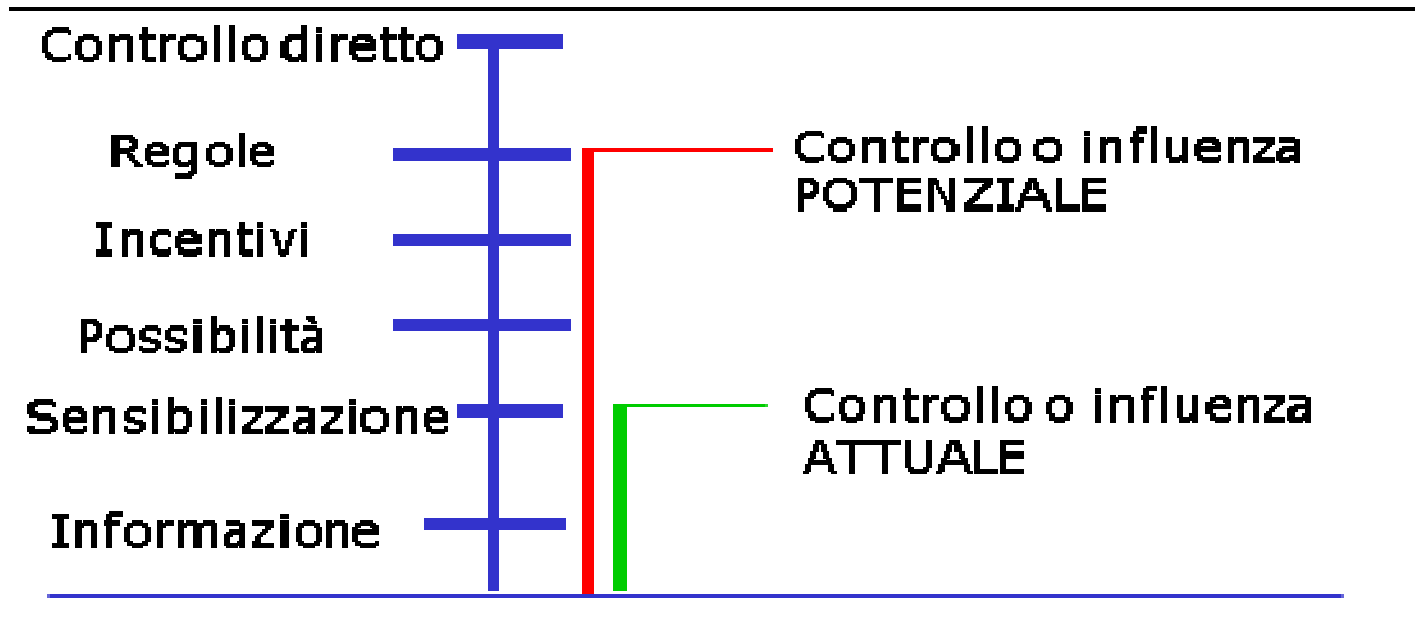 Controllo diretto
Regole
Controllo o influenza
POTENZIALE
Incentivi
Possibilità
Sensibilizzazione
Controllo o influenza
ATTUALE
Informazione